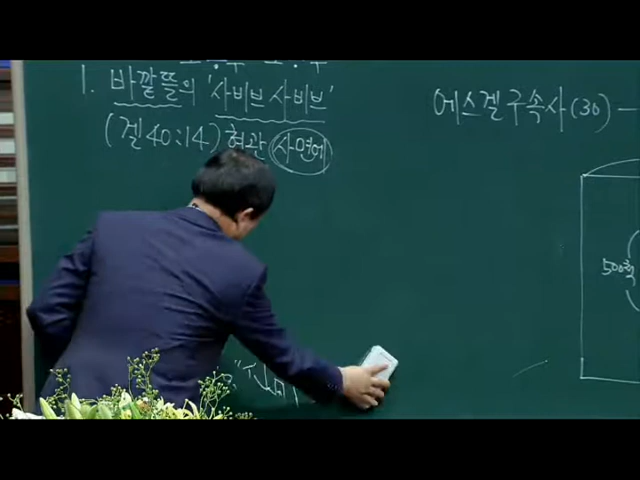 1. 바깥뜰의 '사비브 사비브'
(겔 40:14) 현관 사면에
에스겔 구속사 (30) —
500척